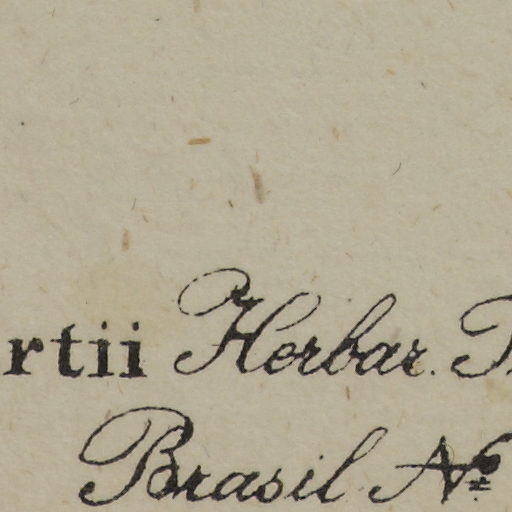 rtii Herbar.
Brasil Nº